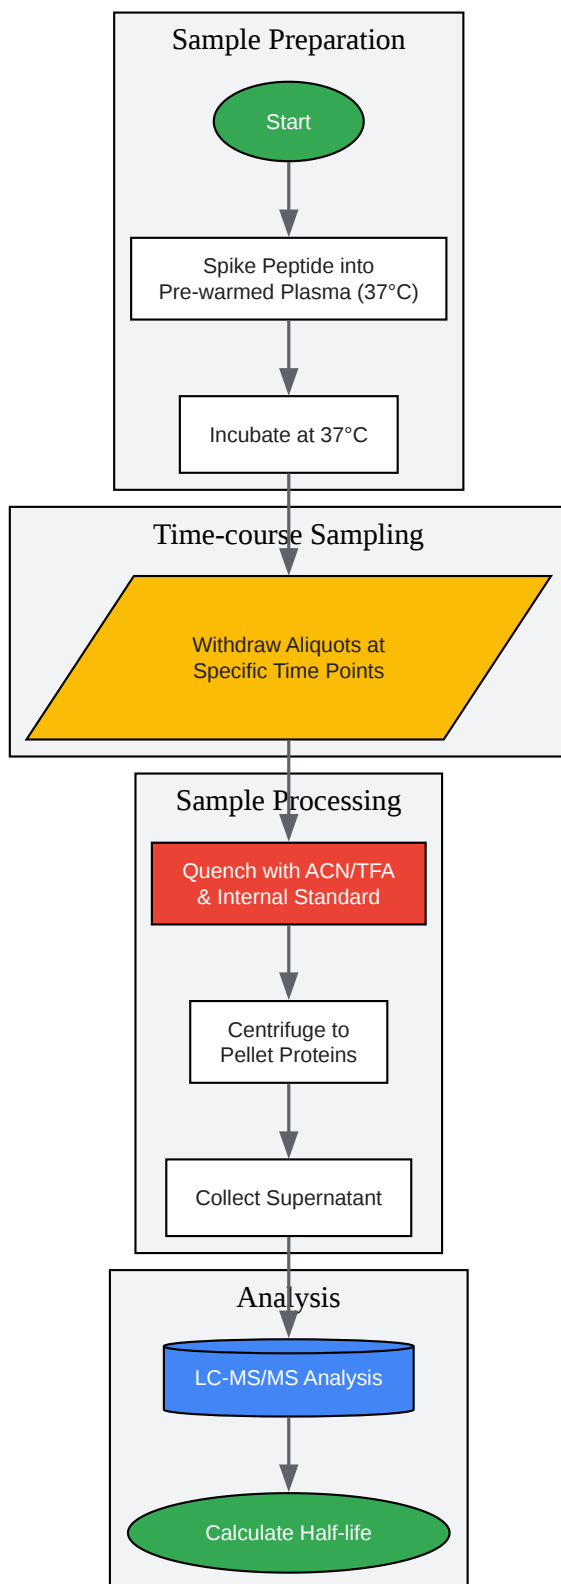 Sample Preparation
Start
Spike Peptide into
Pre-warmed Plasma (37°C)
Incubate at 37°C
Time-course Sampling
Withdraw Aliquots at
Specific Time Points
Sample Processing
Quench with ACN/TFA
& Internal Standard
Centrifuge to
Pellet Proteins
Collect Supernatant
Analysis
LC-MS/MS Analysis
Calculate Half-life